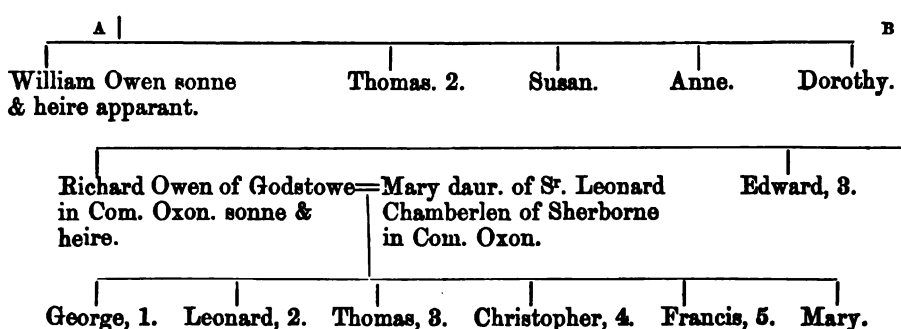 A B
William Owen sonne Thomas. 2. Susan. Anne. Dorothy.
& heire apparant.
Richard Owen of Godstowe=Mary daur. of Sr. Leonard Edward, 3.
in Com. Oxon. sonne & Chamberlen of Sherborne
heire. in Com. Oxon.
George, 1. Leonard, 2. Thomas, 3. Christopher, 4. Francis, 5. Mary.